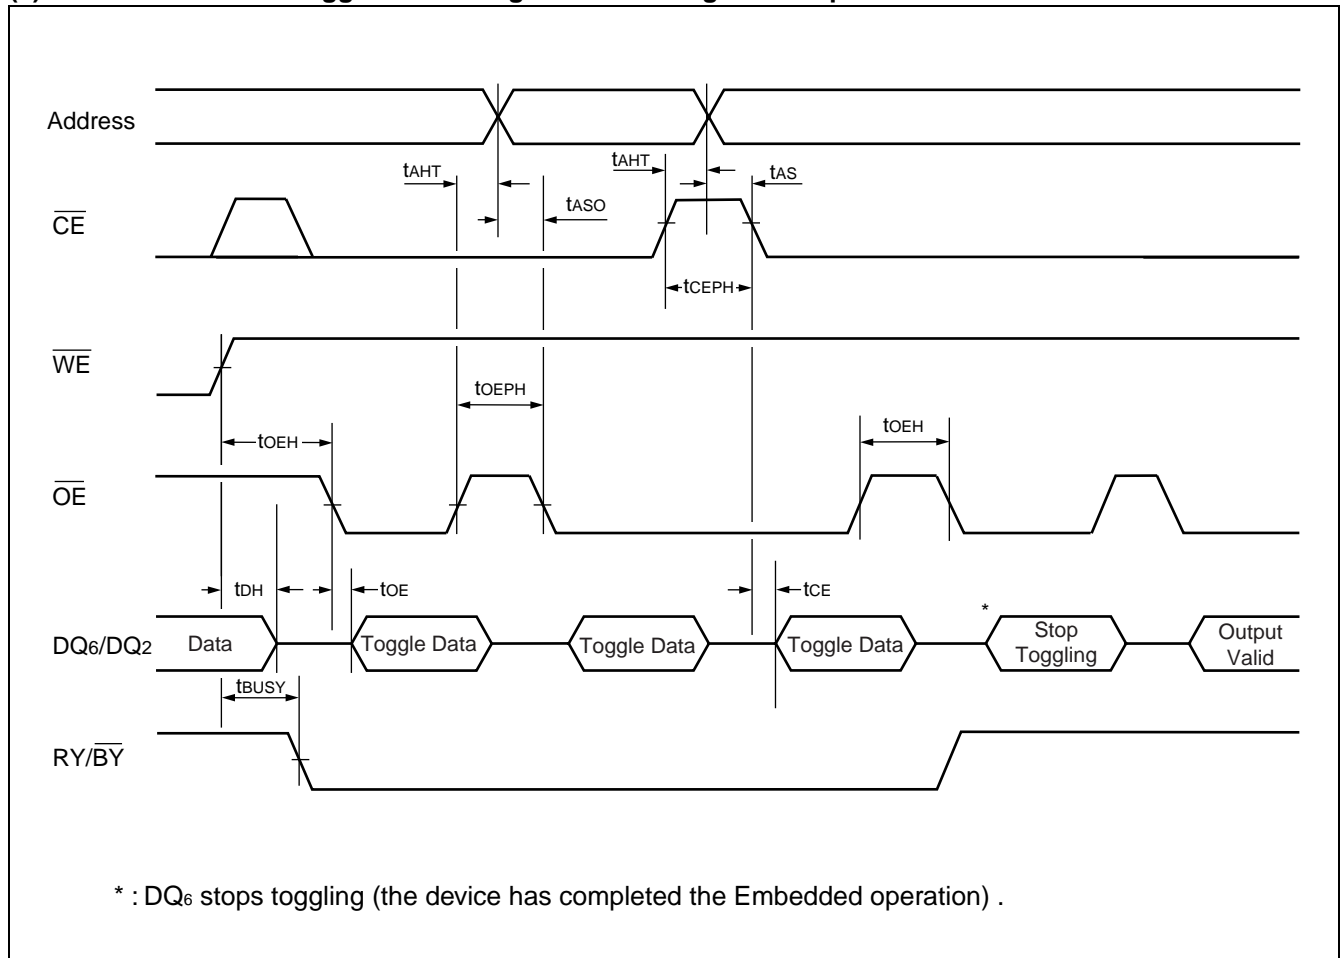 Address
tAHT
tAHT
tAS
tASO
CE
tCEPH
WE
tOEPH
tOEH
tOEH
OE
tDH
tOE
tCE
*
DQ6/DQ2
Data
Toggle Data
Toggle Data
Toggle Data
Stop
Toggling
Output
Valid
tBUSY
RY/BY
* : DQ6 stops toggling (the device has completed the Embedded operation) .